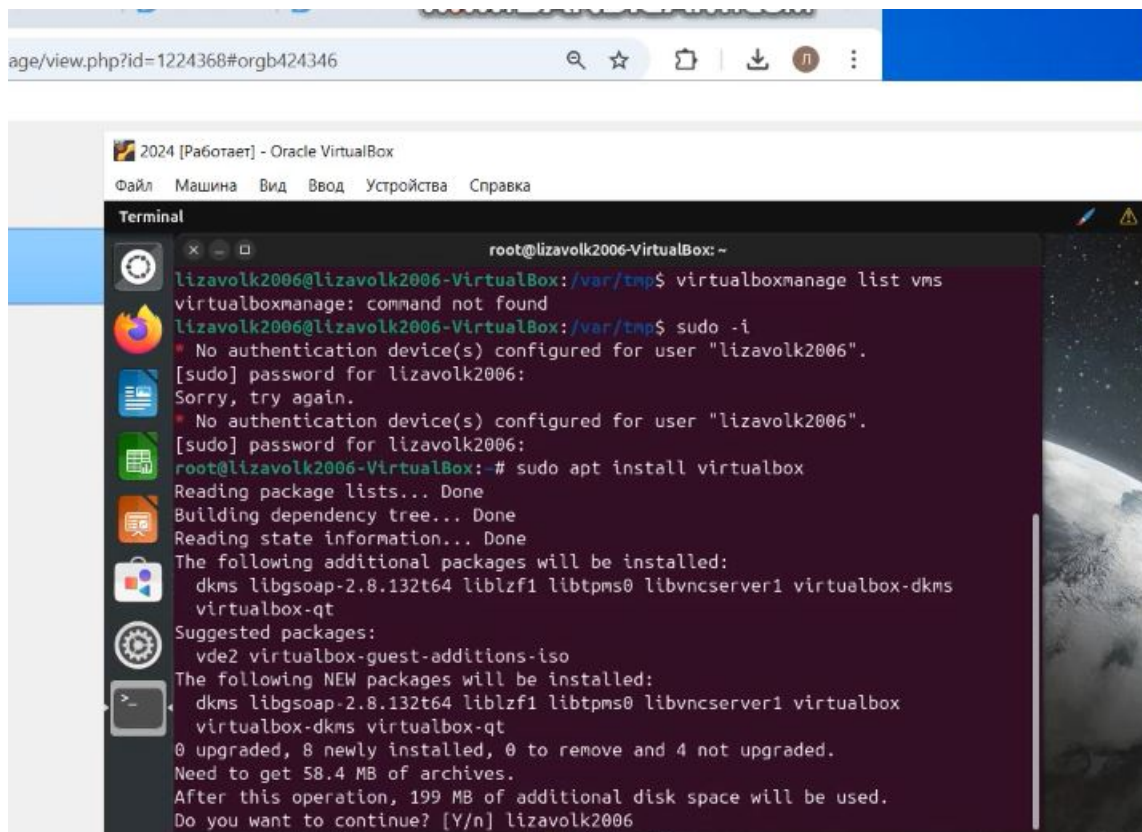 age/view.php?id=1224368#orgb424346
Л
2024 [Работает] - Oracle VirtualBox
Файл Машина Вид Ввод Устройства Справка
Terminal
root@lizavolk2006-VirtualBox: ~
lizavolk2006@lizavolk2006-VirtualBox:/var/tmp$ virtualboxmanage list vms
virtualboxmanage: command not found
lizavolk2006@lizavolk2006-VirtualBox:/var/tmp$ sudo -i
* No authentication device(s) configured for user "lizavolk2006".
[sudo] password for lizavolk2006:
Sorry, try again.
* No authentication device(s) configured for user "lizavolk2006".
[sudo] password for lizavolk2006:
root@lizavolk2006-VirtualBox:~# sudo apt install virtualbox
Reading package lists... Done
Building dependency tree... Done
Reading state information... Done
The following additional packages will be installed:
dkms libgsoap-2.8.132t64 liblzf1 libtpms0 libvncserver1 virtualbox-dkms
virtualbox-qt
Suggested packages:
vde2 virtualbox-guest-additions-iso
The following NEW packages will be installed:
dkms libgsoap-2.8.132t64 liblzf1 libtpms0 libvncserver1 virtualbox
virtualbox-dkms virtualbox-qt
0 upgraded, 8 newly installed, 0 to remove and 4 not upgraded.
Need to get 58.4 MB of archives.
After this operation, 199 MB of additional disk space will be used.
Do you want to continue? [Y/n] lizavolk2006